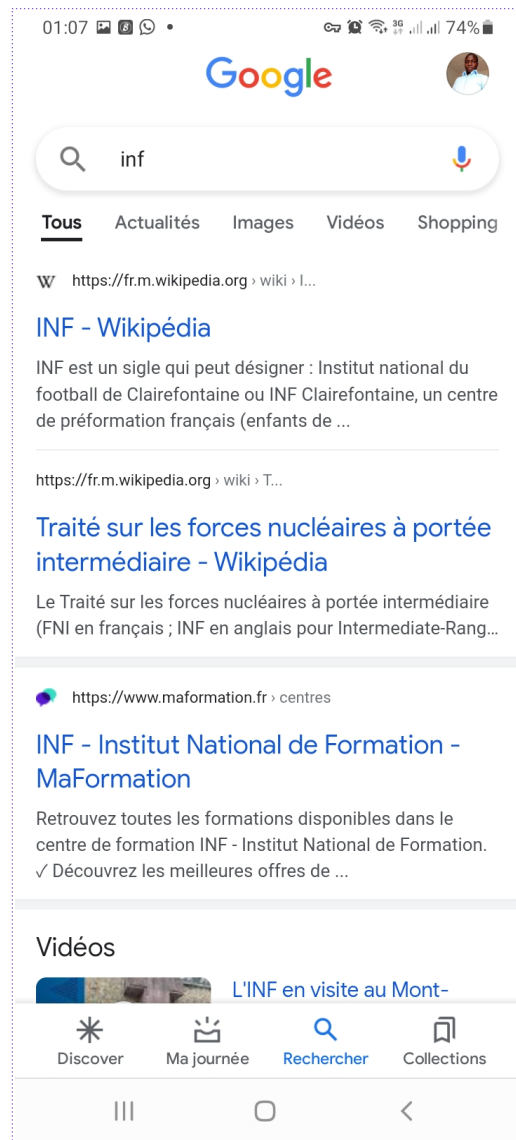 01:07 3G 74%
Google
inf
Tous Actualités Images Vidéos Shopping
https://fr.m.wikipedia.org › wiki › I...
INF - Wikipédia
INF est un sigle qui peut désigner : Institut national du
football de Clairefontaine ou INF Clairefontaine, un centre
de préformation français (enfants de ...
https://fr.m.wikipedia.org › wiki › T...
Traité sur les forces nucléaires à portée
intermédiaire - Wikipédia
Le Traité sur les forces nucléaires à portée intermédiaire
(FNI en français ; INF en anglais pour Intermediate-Rang...
https://www.maformation.fr › centres
INF - Institut National de Formation -
MaFormation
Retrouvez toutes les formations disponibles dans le
centre de formation INF - Institut National de Formation.
✓ Découvrez les meilleures offres de ...
Vidéos
L'INF en visite au Mont-
Discover Ma journée Rechercher Collections